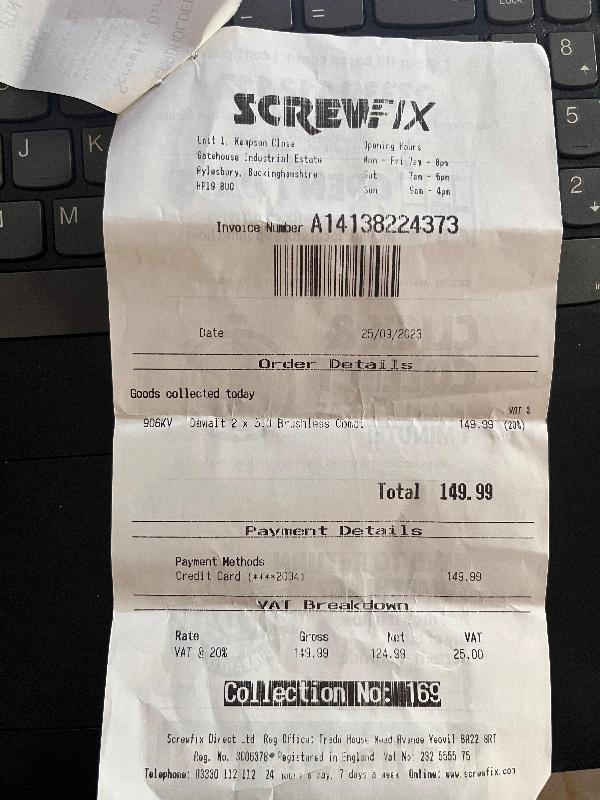 SCREWFIX
Unit 1, Kempson Close
Gatehouse Industrial Estate
Aylesbury, Buckinghamshire
HP19 8UQ
Opening Hours
Mon - Fri 7am - 8pm
Sat 7am - 6pm
Sun 9am - 4pm
Invoice Number A14138224373
Date 25/09/2023
Order Details
Goods collected today
VAT %
906KV Dewalt 2 x 5.0 Brushless Combi 149.99 (20%)
Total 149.99
Payment Details
Payment Methods
Credit Card (****2004) 149.99
VAT Breakdown
Rate Gross Net VAT
VAT @ 20% 149.99 124.99 25.00
Collection No: 169
Screwfix Direct Ltd Reg Office: Trade House Mead Avenue Yeovil BA22 8RT
Reg. No. 3006378 Registered in England Vat No: 232 5555 75
Telephone: 03330 112 112 24 hours a day, 7 days a week Online: www.screwfix.com
J
K
M
8
5
2